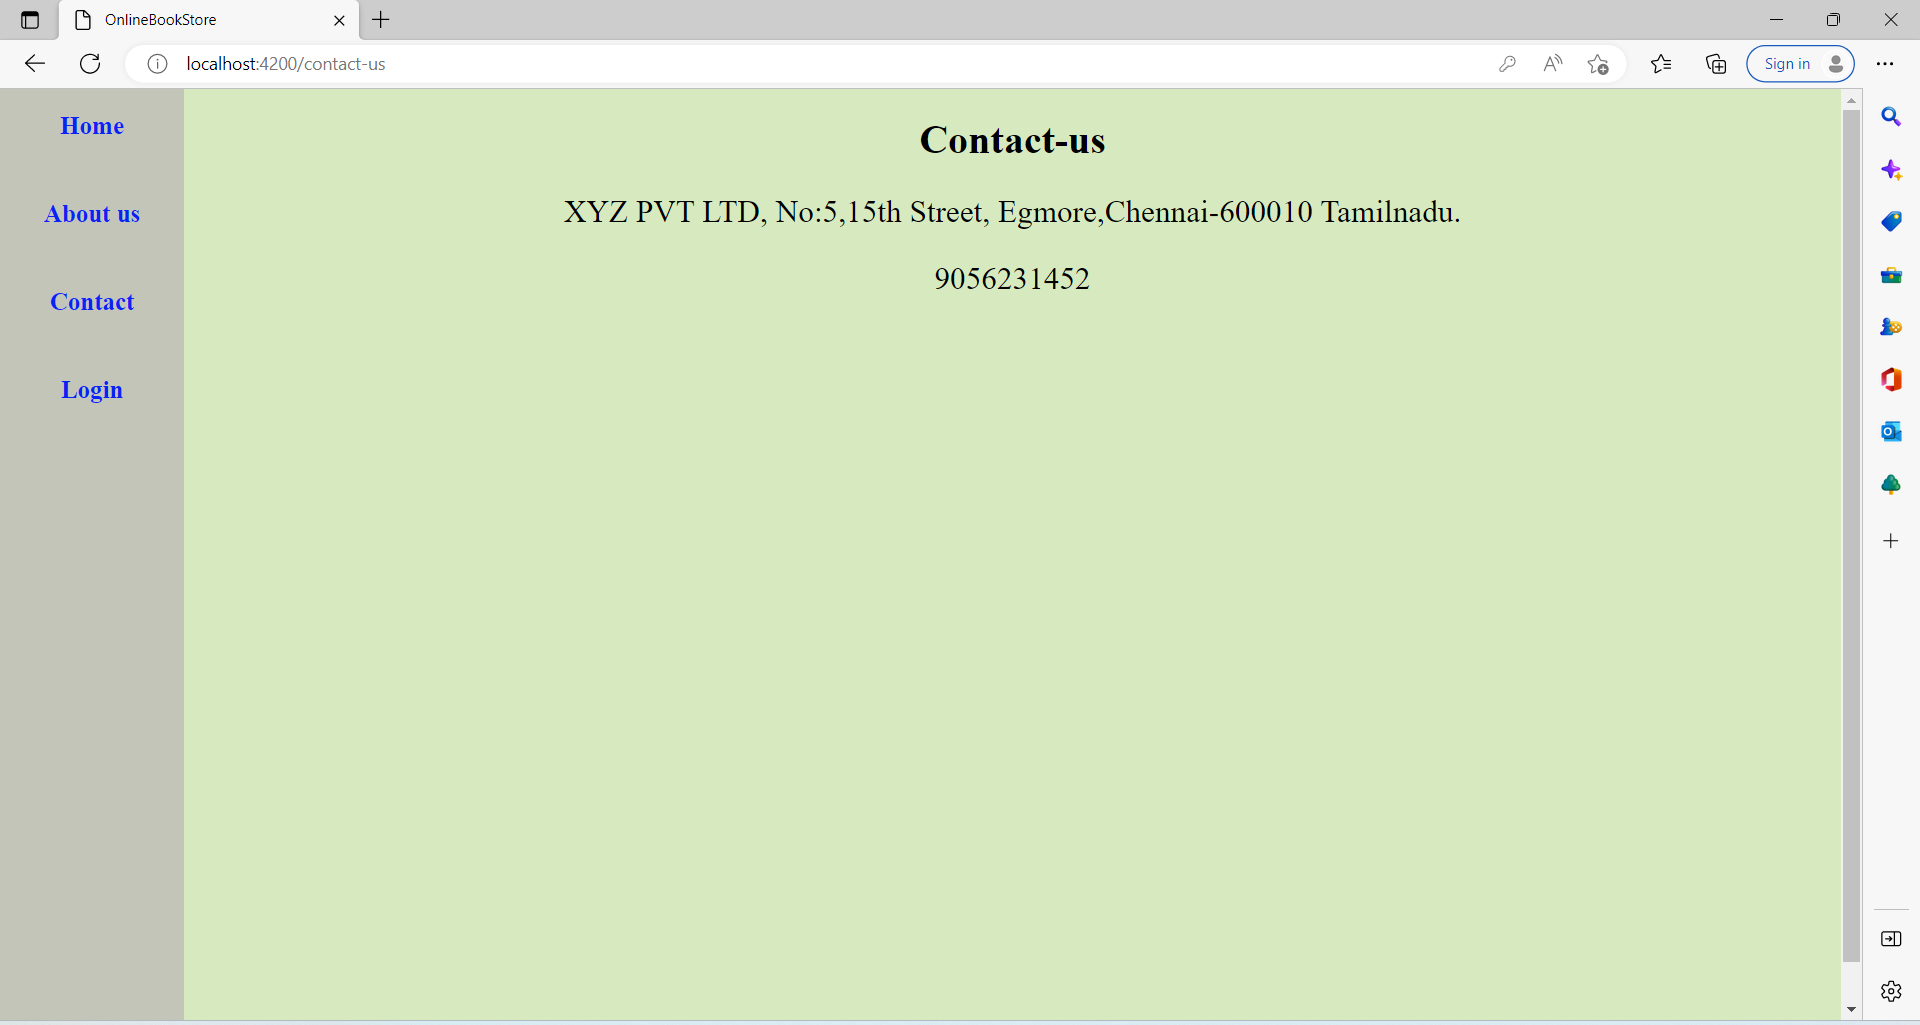 OnlineBookStore
localhost:4200/contact-us
Sign in
Home
About us
Contact
Login
Contact-us
XYZ PVT LTD, No:5,15th Street, Egmore,Chennai-600010 Tamilnadu.
9056231452